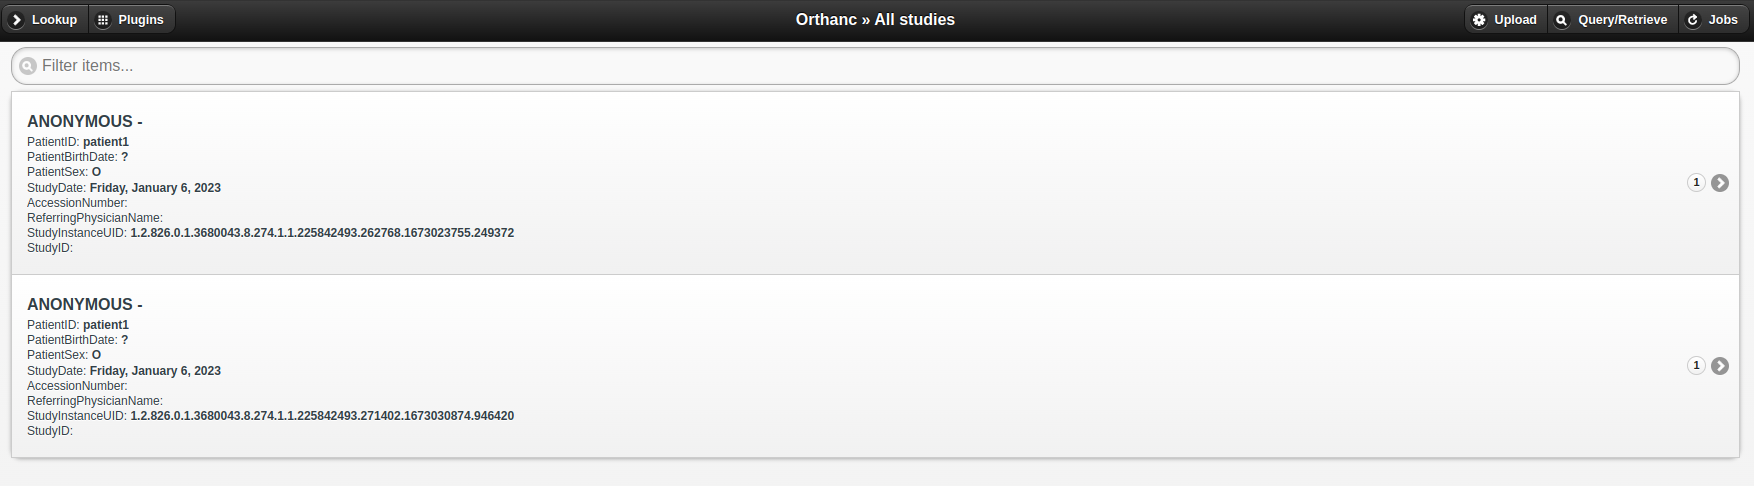 Lookup Plugins Orthanc » All studies Upload Query/Retrieve Jobs
Filter items...
ANONYMOUS -
PatientID: patient1
PatientBirthDate: ?
PatientSex: O
StudyDate: Friday, January 6, 2023
AccessionNumber:
ReferringPhysicianName:
StudyInstanceUID: 1.2.826.0.1.3680043.8.274.1.1.225842493.262768.1673023755.249372
StudyID:
1
ANONYMOUS -
PatientID: patient1
PatientBirthDate: ?
PatientSex: O
StudyDate: Friday, January 6, 2023
AccessionNumber:
ReferringPhysicianName:
StudyInstanceUID: 1.2.826.0.1.3680043.8.274.1.1.225842493.271402.1673030874.946420
StudyID:
1